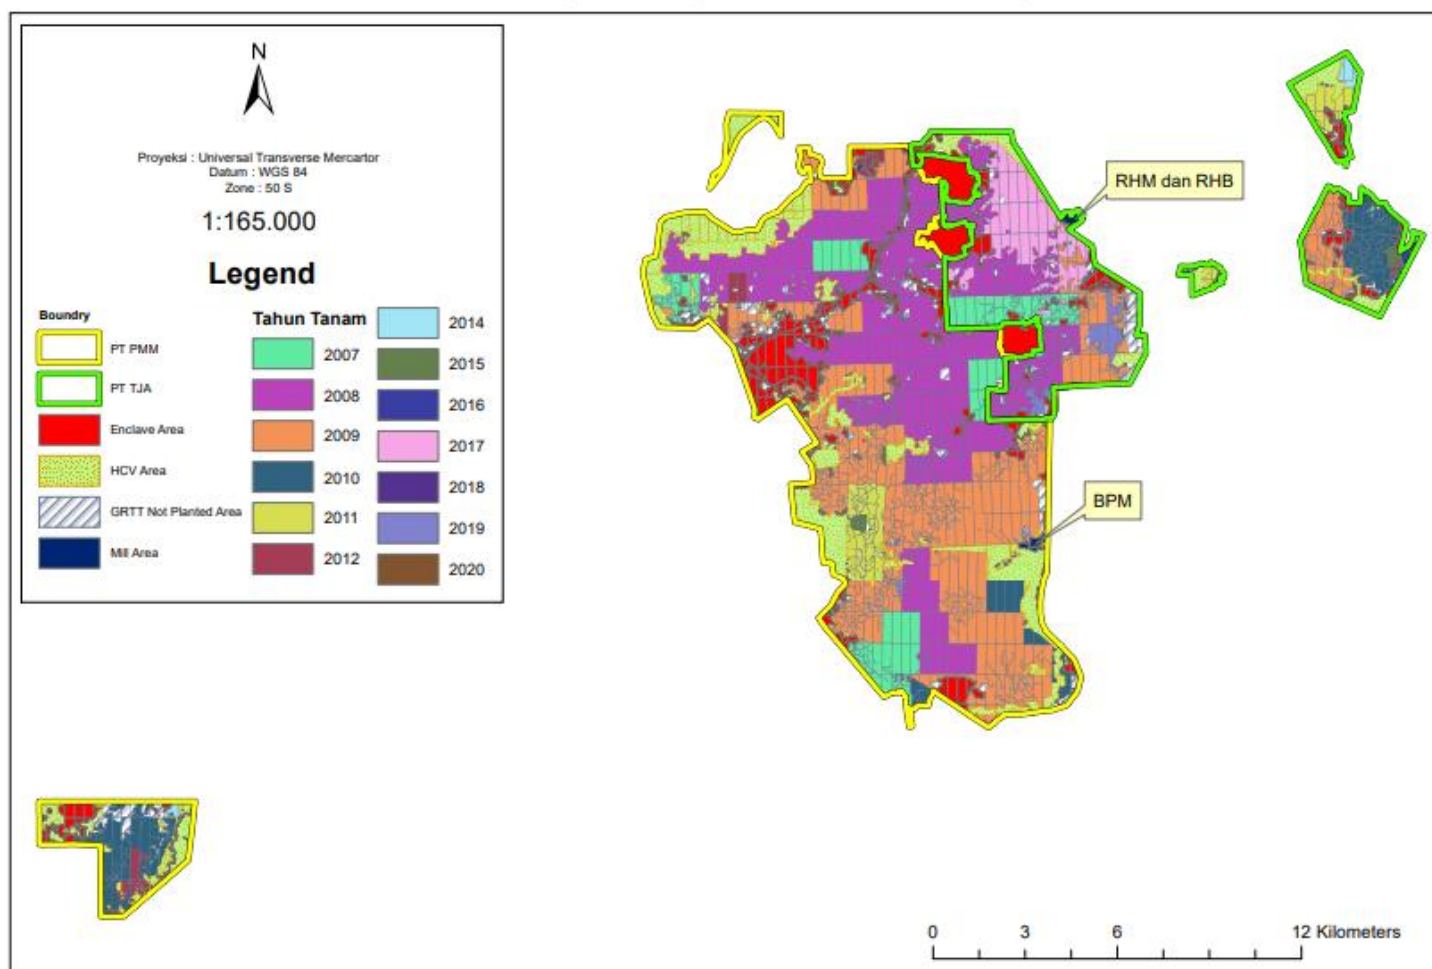 N
Proyeksi : Universal Transverse Mercartor
Datum : WGS 84
Zone : 50 S
1:165.000
Legend
Boundry
PT PMM
PT TJA
Enclave Area
HCV Area
GRTT Not Planted Area
Mill Area
Tahun Tanam
2007
2008
2009
2010
2011
2012
2014
2015
2016
2017
2018
2019
2020
RHM dan RHB
BPM
0 3 6 12 Kilometers